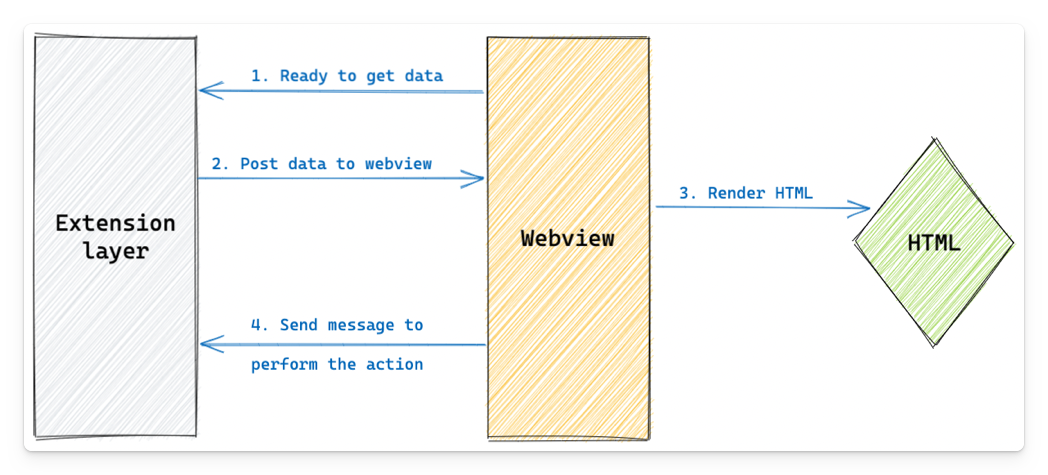 1. Ready to get data
2. Post data to webview
3. Render HTML
Extension
layer
Webview
HTML
4. Send message to
perform the action